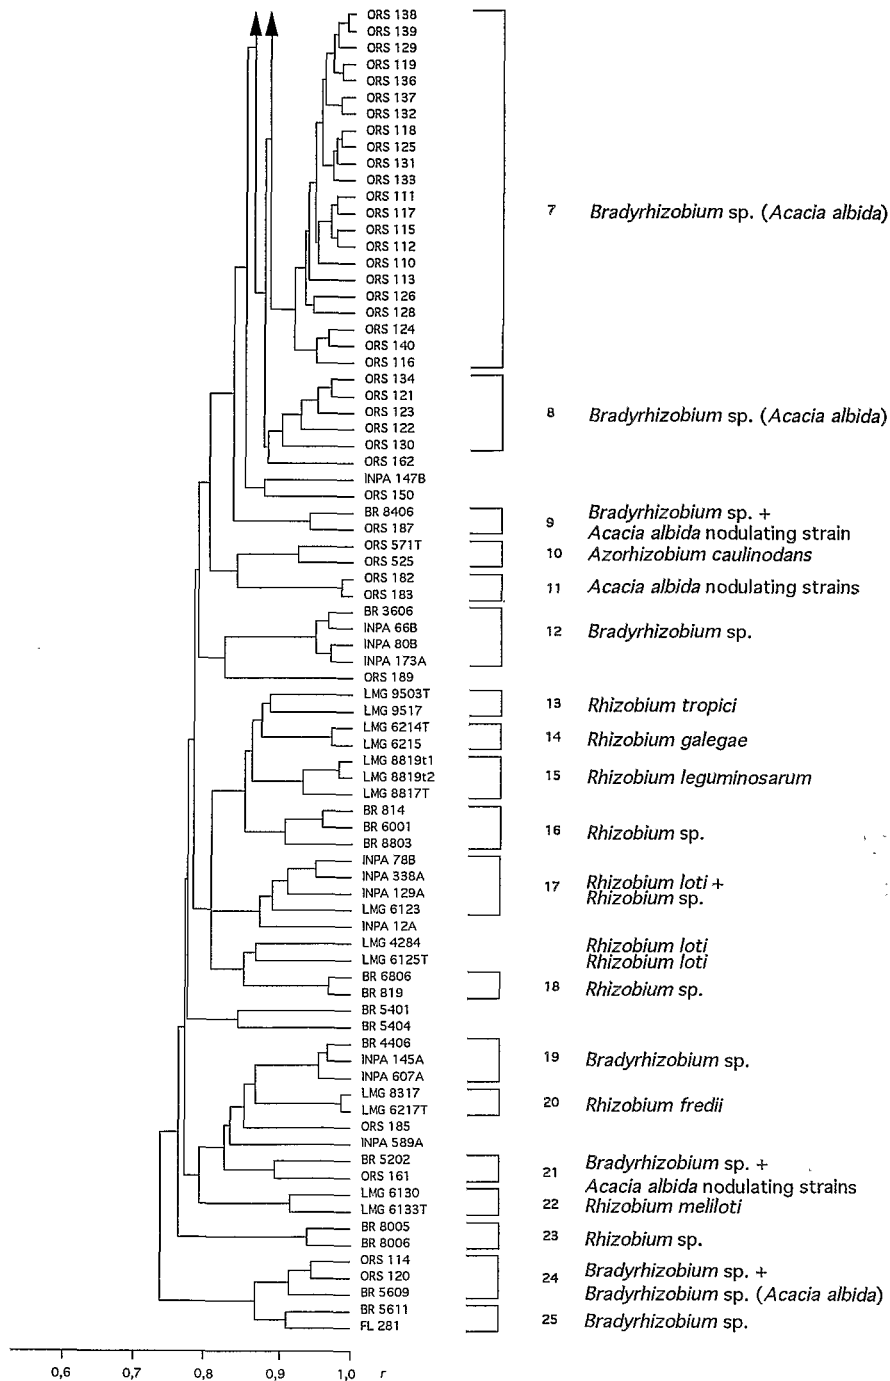 ORS 138
ORS 139
ORS 129
ORS 119
ORS 136
ORS 137
ORS 132
ORS 118
ORS 125
ORS 131
ORS 133
ORS 111
ORS 117
7 Bradyrhizobium sp. (Acacia albida)
ORS 115
ORS 112
ORS 110
ORS 113
ORS 126
ORS 128
ORS 124
ORS 140
ORS 116
ORS 134
ORS 121
ORS 123
8 Bradyrhizobium sp. (Acacia albida)
ORS 122
ORS 130
ORS 162
INPA 147B
ORS 150
BR 8406
ORS 187
9 Bradyrhizobium sp. +
Acacia albida nodulating strain
ORS 571T
ORS 525
10 Azorhizobium caulinodans
ORS 182
ORS 183
11 Acacia albida nodulating strains
BR 3606
INPA 66B
12 Bradyrhizobium sp.
INPA 80B
INPA 173A
ORS 189
LMG 9503T
LMG 9517
13 Rhizobium tropici
LMG 6214T
LMG 6215
14 Rhizobium galegae
LMG 8819t1
LMG 8819t2
LMG 8817T
15 Rhizobium leguminosarum
BR 814
BR 6001
BR 8803
16 Rhizobium sp.
INPA 78B
INPA 338A
INPA 129A
LMG 6123
17 Rhizobium loti +
Rhizobium sp.
INPA 12A
LMG 4284 Rhizobium loti
LMG 6125T Rhizobium loti
BR 6806
BR 819
18 Rhizobium sp.
BR 5401
BR 5404
BR 4406
INPA 145A
INPA 607A
19 Bradyrhizobium sp.
LMG 8317
LMG 6217T
20 Rhizobium fredii
ORS 185
INPA 589A
BR 5202
ORS 161
21 Bradyrhizobium sp. +
Acacia albida nodulating strains
LMG 6130
LMG 6133T
22 Rhizobium meliloti
BR 8005
BR 8006
23 Rhizobium sp.
ORS 114
ORS 120
BR 5609
24 Bradyrhizobium sp. +
Bradyrhizobium sp. (Acacia albida)
BR 5611
FL 281
25 Bradyrhizobium sp.
0,6 0,7 0,8 0,9 1,0 r